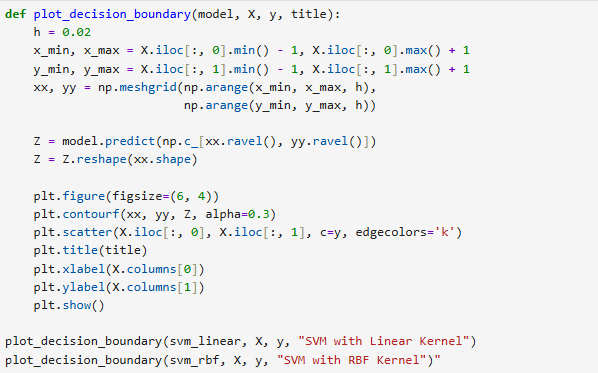 def plot_decision_boundary(model, X, y, title):
    h = 0.02
    x_min, x_max = X.iloc[:, 0].min() - 1, X.iloc[:, 0].max() + 1
    y_min, y_max = X.iloc[:, 1].min() - 1, X.iloc[:, 1].max() + 1
    xx, yy = np.meshgrid(np.arange(x_min, x_max, h),
                         np.arange(y_min, y_max, h))

    Z = model.predict(np.c_[xx.ravel(), yy.ravel()])
    Z = Z.reshape(xx.shape)

    plt.figure(figsize=(6, 4))
    plt.contourf(xx, yy, Z, alpha=0.3)
    plt.scatter(X.iloc[:, 0], X.iloc[:, 1], c=y, edgecolors='k')
    plt.title(title)
    plt.xlabel(X.columns[0])
    plt.ylabel(X.columns[1])
    plt.show()

plot_decision_boundary(svm_linear, X, y, "SVM with Linear Kernel")
plot_decision_boundary(svm_rbf, X, y, "SVM with RBF Kernel")"